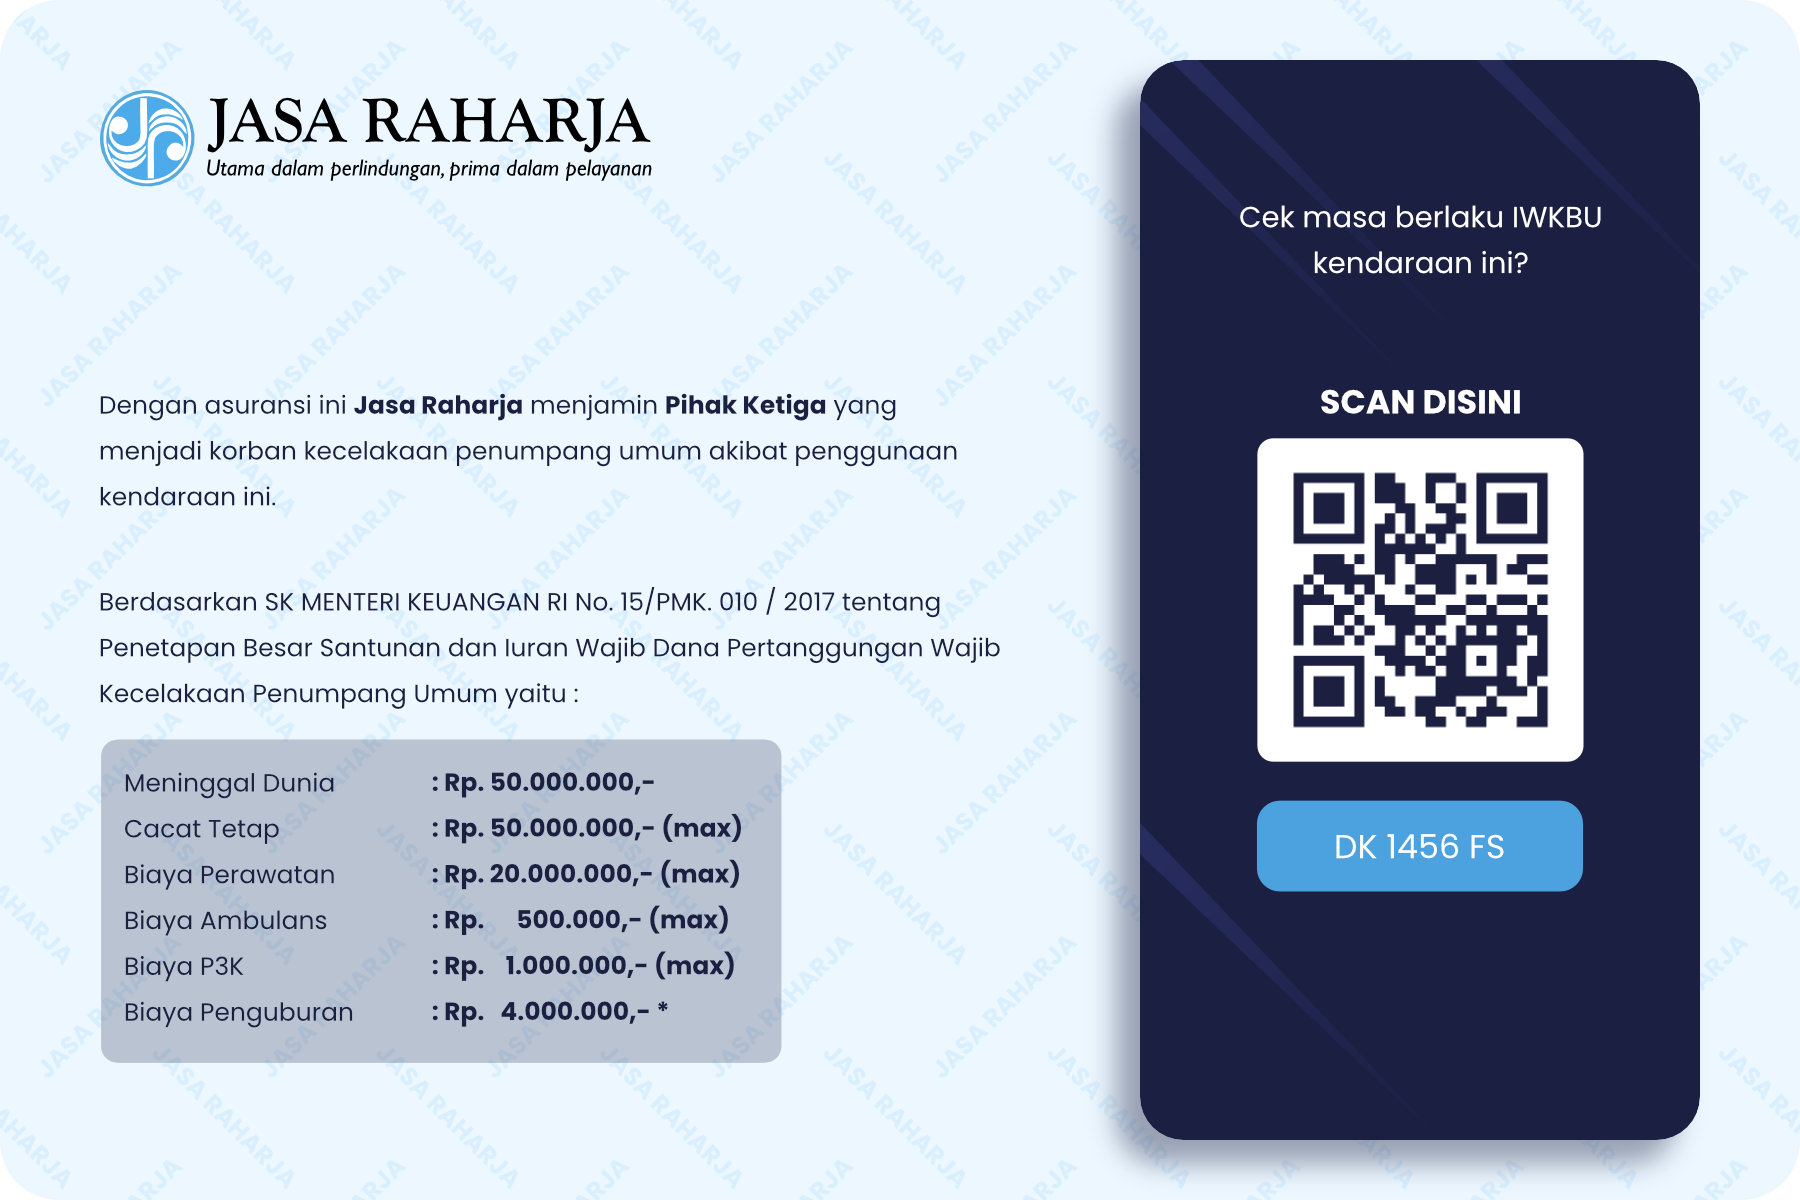 JASA RAHARJA
Utama dalam perlindungan, prima dalam pelayanan
Dengan asuransi ini Jasa Raharja menjamin Pihak Ketiga yang
menjadi korban kecelakaan penumpang umum akibat penggunaan
kendaraan ini.
Berdasarkan SK MENTERI KEUANGAN RI No. 15/PMK. 010 / 2017 tentang
Penetapan Besar Santunan dan Iuran Wajib Dana Pertanggungan Wajib
Kecelakaan Penumpang Umum yaitu :
Meninggal Dunia : Rp. 50.000.000,-
Cacat Tetap : Rp. 50.000.000,- (max)
Biaya Perawatan : Rp. 20.000.000,- (max)
Biaya Ambulans : Rp. 500.000,- (max)
Biaya P3K : Rp. 1.000.000,- (max)
Biaya Penguburan : Rp. 4.000.000,- *
Cek masa berlaku IWKBU
kendaraan ini?
SCAN DISINI
DK 1456 FS